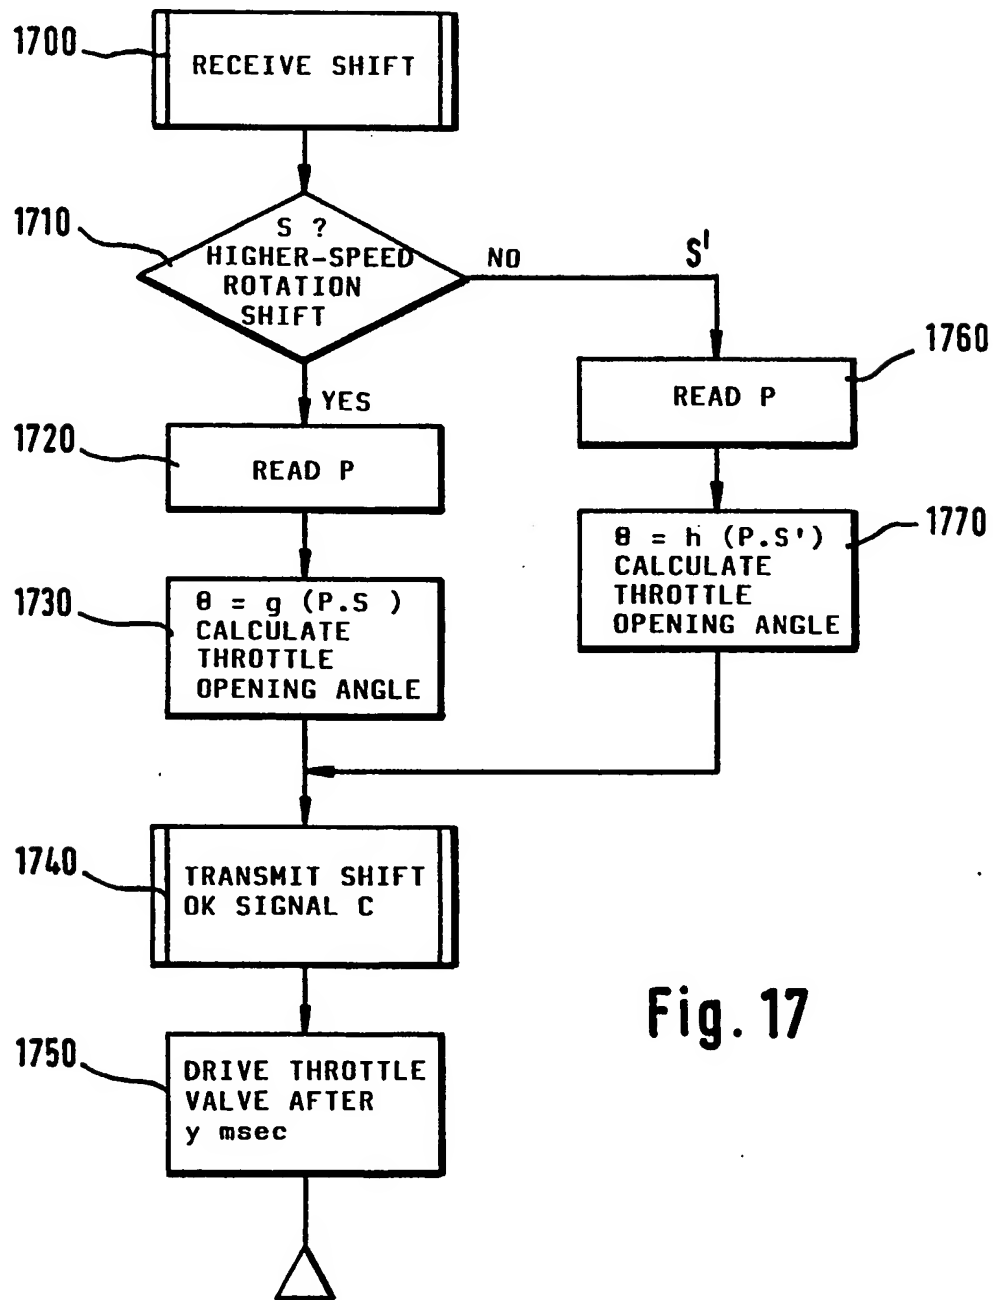 1700
RECEIVE SHIFT
1710
S ?
HIGHER-SPEED
ROTATION
SHIFT
NO
S'
YES
1760
READ P
1720
READ P
1770
θ = h (P.S')
CALCULATE
THROTTLE
OPENING ANGLE
1730
θ = g (P.S )
CALCULATE
THROTTLE
OPENING ANGLE
1740
TRANSMIT SHIFT
OK SIGNAL C
1750
DRIVE THROTTLE
VALVE AFTER
y msec
Fig. 17